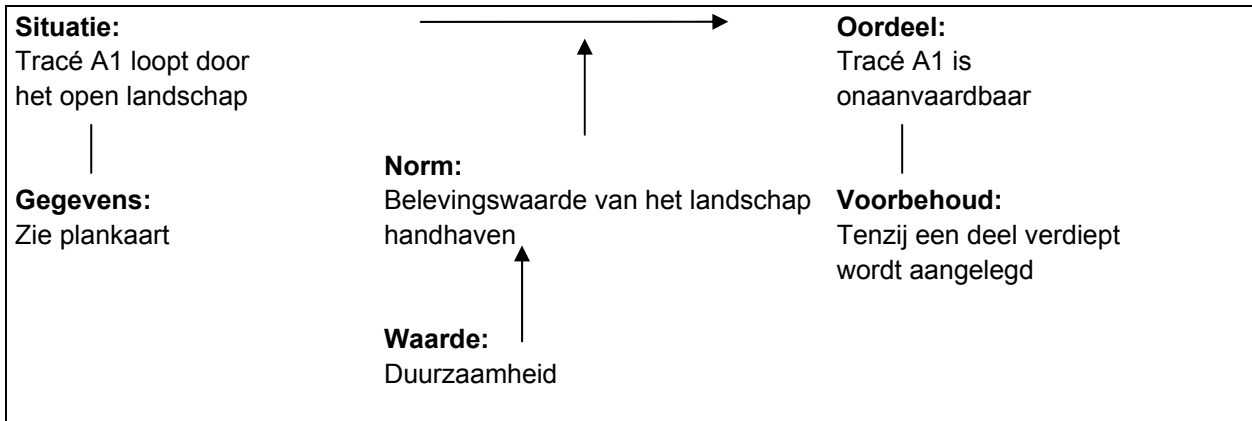 Situatie:
Tracé A1 loopt door
het open landschap
Gegevens:
Zie plankaart
Norm:
Belevingswaarde van het landschap
handhaven
Waarde:
Duurzaamheid
Oordeel:
Tracé A1 is
onaanvaardbaar
Voorbehoud:
Tenzij een deel verdiept
wordt aangelegd